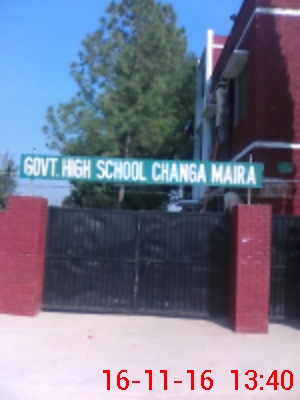 GOVT. HIGH SCHOOL CHANGA MAIRA
16-11-16 13:40